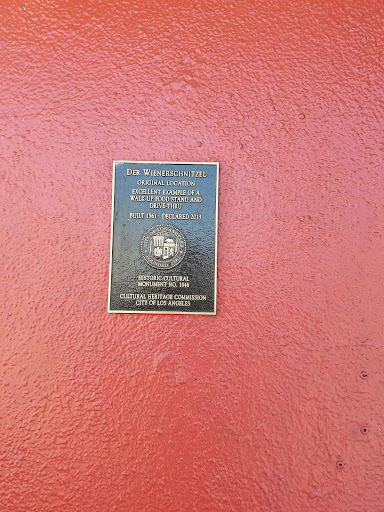 DER WIENERSCHNITZEL
ORIGINAL LOCATION
EXCELLENT EXAMPLE OF A
WALK-UP FOOD STAND AND
DRIVE THRU
BUILT 1961 DECLARED 2013
HISTORIC-CULTURAL
MONUMENT NO. 1046
CULTURAL HERITAGE COMMISSION
CITY OF LOS ANGELES